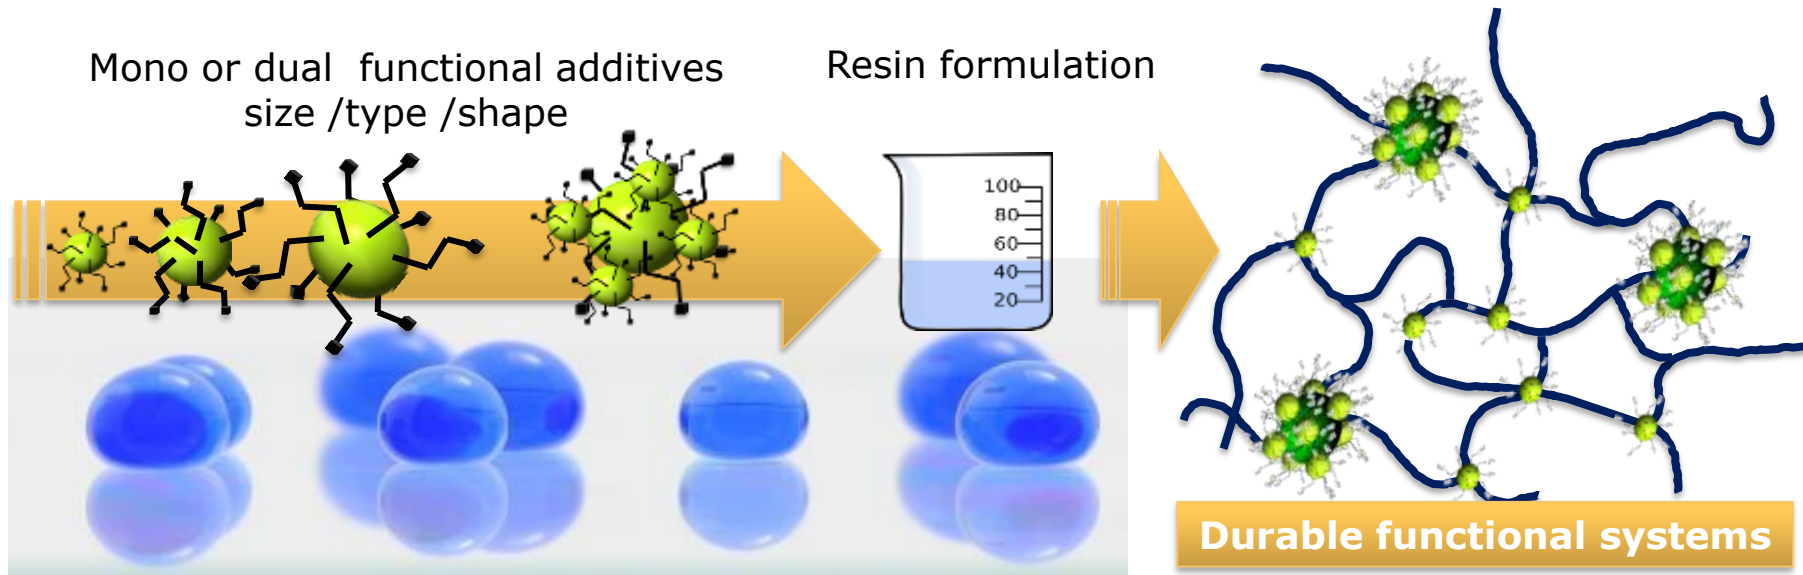 Mono or dual functional additives
size /type /shape
Resin formulation
100
80
60
40
20
Durable functional systems